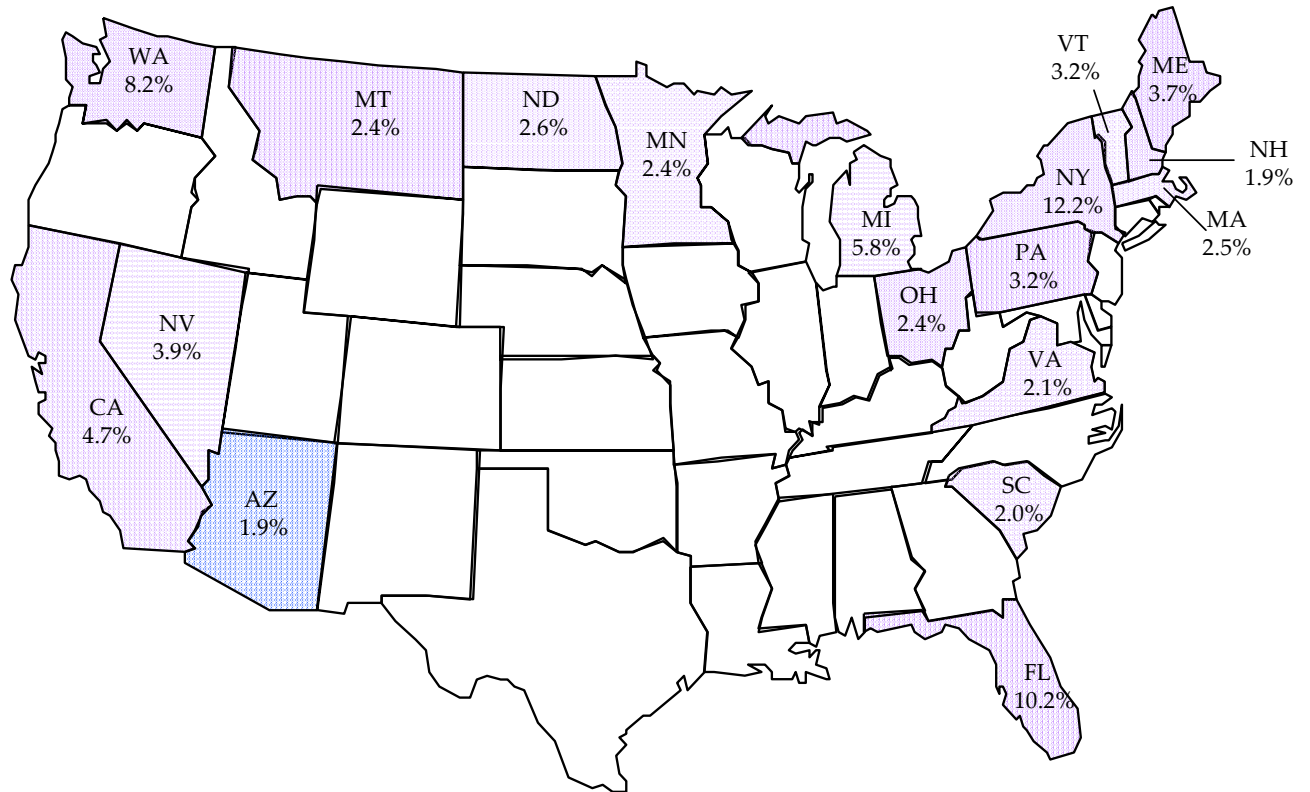 WA
8.2%
MT
2.4%
ND
2.6%
MN
2.4%
VT
3.2%
ME
3.7%
NH
1.9%
NY
12.2%
MA
2.5%
MI
5.8%
PA
3.2%
OH
2.4%
NV
3.9%
VA
2.1%
CA
4.7%
AZ
1.9%
SC
2.0%
FL
10.2%